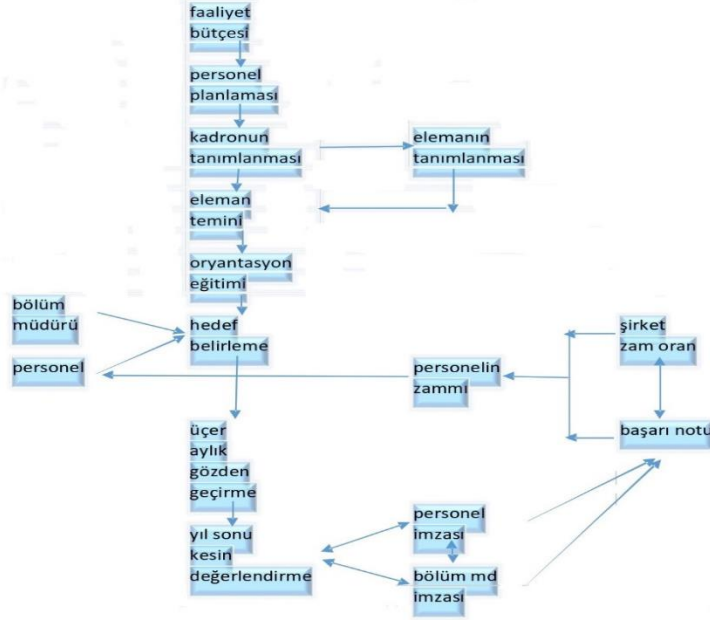 faaliyet
bütçesi
personel
planlaması
kadronun
tanımlanması
elemanın
tanımlanması
eleman
temini
oryantasyon
eğitimi
bölüm
müdürü
hedef
belirleme
şirket
zam oran
personel
personelin
zammı
başarı notu
üçer
aylık
gözden
geçirme
personel
imzası
yıl sonu
kesin
değerlendirme
bölüm md
imzası